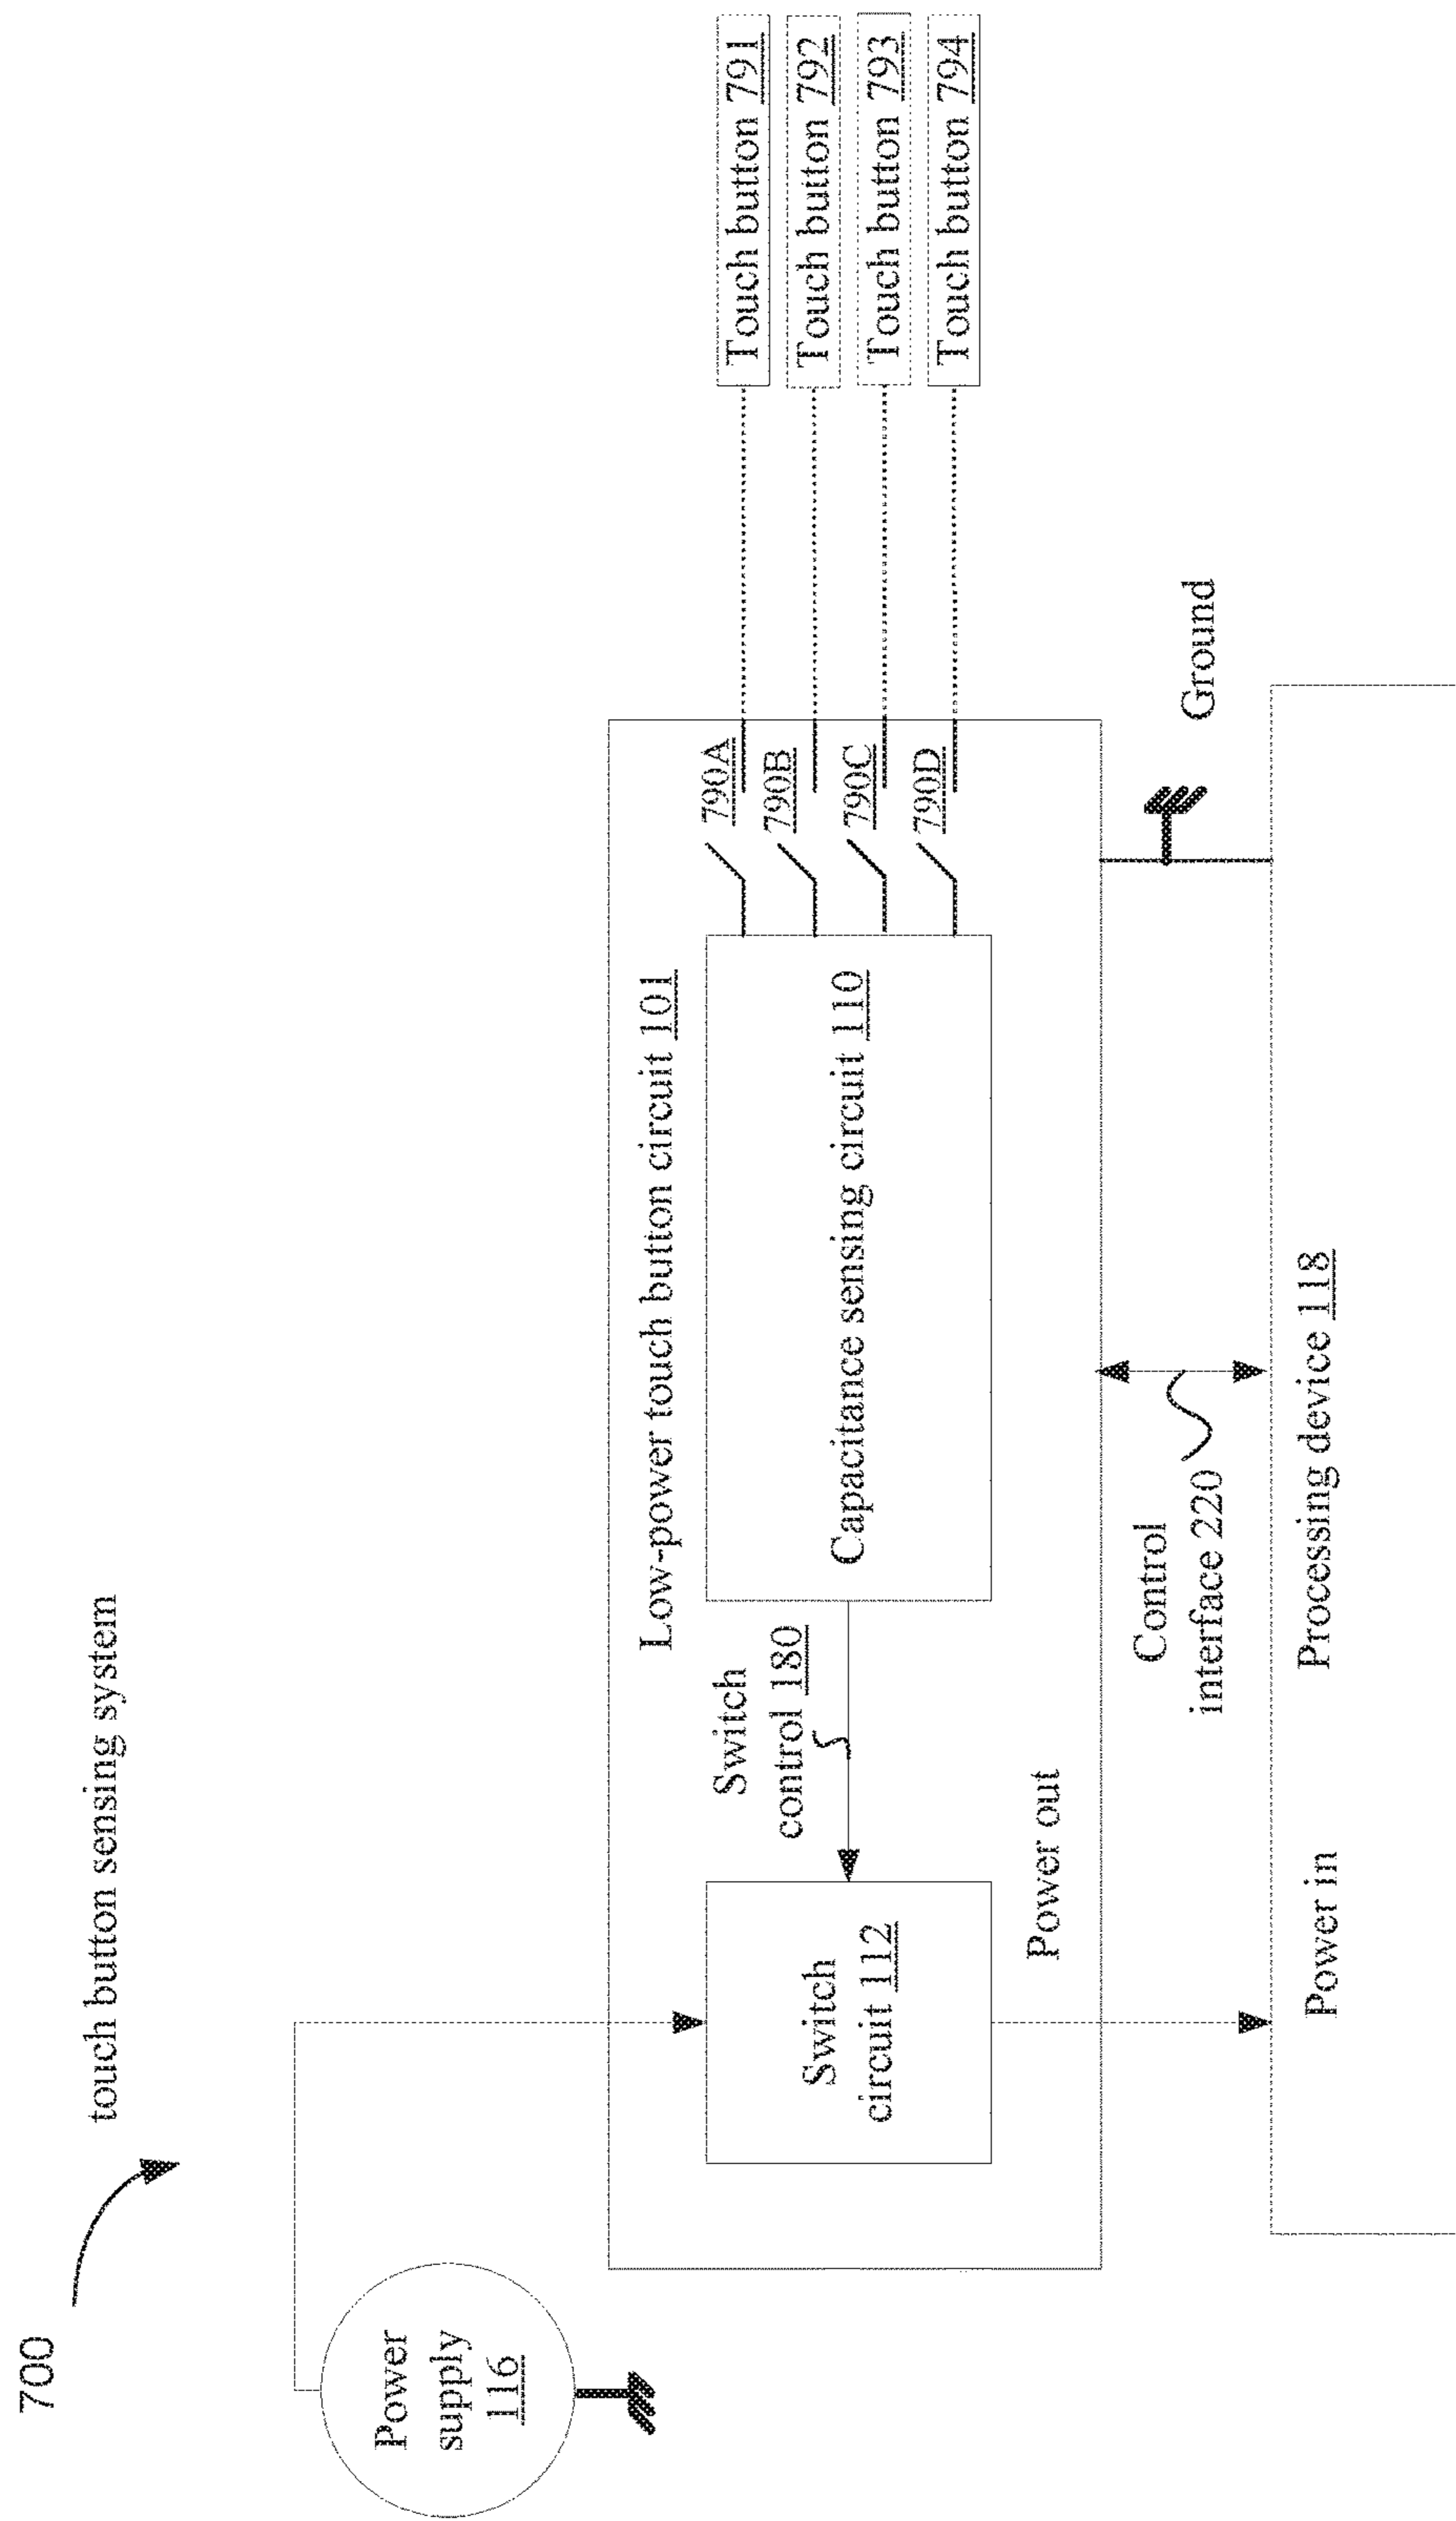 700
touch button sensing system
Power
supply
116
Low-power touch button circuit 101
Switch
circuit 112
Switch
control 180
Capacitance sensing circuit 110
790A
790B
790C
790D
Touch button 791
Touch button 792
Touch button 793
Touch button 794
Power out
Control
interface 220
Ground
Power in
Processing device 118